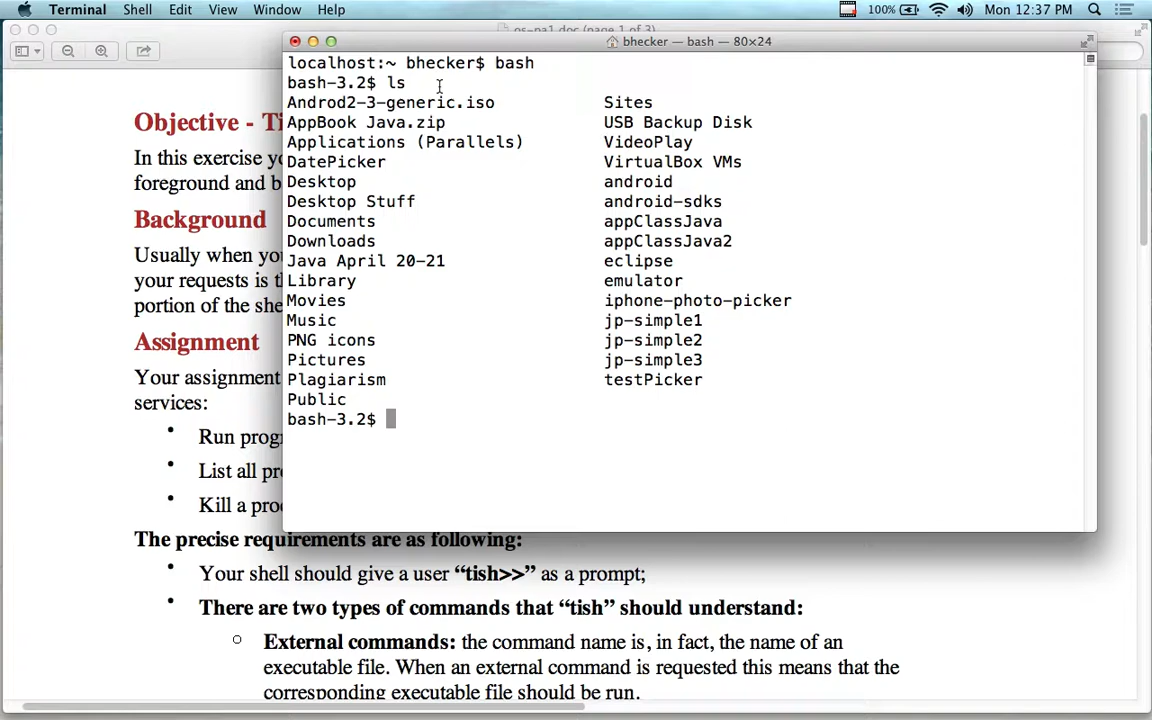 Terminal Shell Edit View Window Help 100% Mon 12:37 PM
bhecker — bash — 80×24
localhost:~ bhecker$ bash
bash-3.2$ ls
Androd2-3-generic.iso Sites
AppBook Java.zip USB Backup Disk
Applications (Parallels) VideoPlay
DatePicker VirtualBox VMs
Desktop android
Desktop Stuff android-sdks
Documents appClassJava
Downloads appClassJava2
Java April 20-21 eclipse
Library emulator
Movies iphone-photo-picker
Music jp-simple1
PNG icons jp-simple2
Pictures jp-simple3
Plagiarism testPicker
Public
bash-3.2$
Objective - Ti
In this exercise yo
foreground and b
Background
Usually when you
your requests is th
portion of the she
Assignment
Your assignment
services:
• Run progr
• List all pro
• Kill a proc
The precise requirements are as following:
• Your shell should give a user “tish>>” as a prompt;
• There are two types of commands that “tish” should understand:
○ External commands: the command name is, in fact, the name of an
executable file. When an external command is requested this means that the
corresponding executable file should be run.